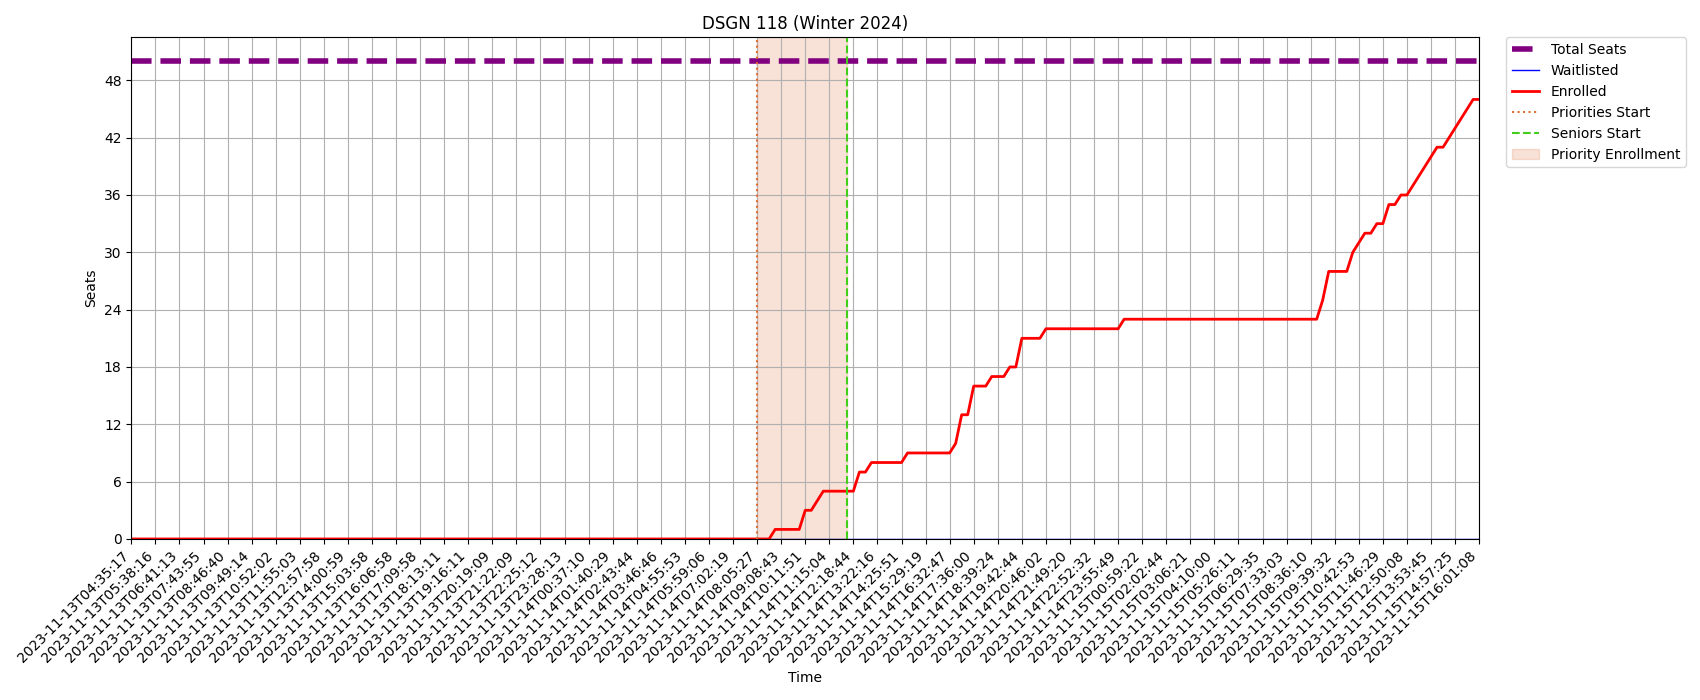 DSGN 118 (Winter 2024)
Total Seats
Waitlisted
Enrolled
Priorities Start
Seniors Start
Priority Enrollment
Seats
48
42
36
30
24
18
12
6
0
2023-11-13T04:35:17
2023-11-13T05:38:16
2023-11-13T06:41:13
2023-11-13T07:43:55
2023-11-13T08:46:40
2023-11-13T09:49:14
2023-11-13T10:52:02
2023-11-13T11:55:03
2023-11-13T12:57:58
2023-11-13T14:00:59
2023-11-13T15:03:58
2023-11-13T16:06:58
2023-11-13T17:09:58
2023-11-13T18:13:11
2023-11-13T19:16:11
2023-11-13T20:19:09
2023-11-13T21:22:09
2023-11-13T22:25:12
2023-11-13T23:28:13
2023-11-14T00:37:10
2023-11-14T01:40:29
2023-11-14T02:43:44
2023-11-14T03:46:46
2023-11-14T04:55:53
2023-11-14T05:59:06
2023-11-14T07:02:19
2023-11-14T08:05:27
2023-11-14T09:08:43
2023-11-14T10:11:51
2023-11-14T11:15:04
2023-11-14T12:18:44
2023-11-14T13:22:16
2023-11-14T14:25:51
2023-11-14T15:29:19
2023-11-14T16:32:47
2023-11-14T17:36:00
2023-11-14T18:39:24
2023-11-14T19:42:44
2023-11-14T20:46:02
2023-11-14T21:49:20
2023-11-14T22:52:32
2023-11-14T23:55:49
2023-11-15T00:59:22
2023-11-15T02:02:44
2023-11-15T03:06:21
2023-11-15T04:10:00
2023-11-15T05:26:11
2023-11-15T06:29:35
2023-11-15T07:33:03
2023-11-15T08:36:10
2023-11-15T09:39:32
2023-11-15T10:42:53
2023-11-15T11:46:29
2023-11-15T12:50:08
2023-11-15T13:53:45
2023-11-15T14:57:25
2023-11-15T16:01:08
Time